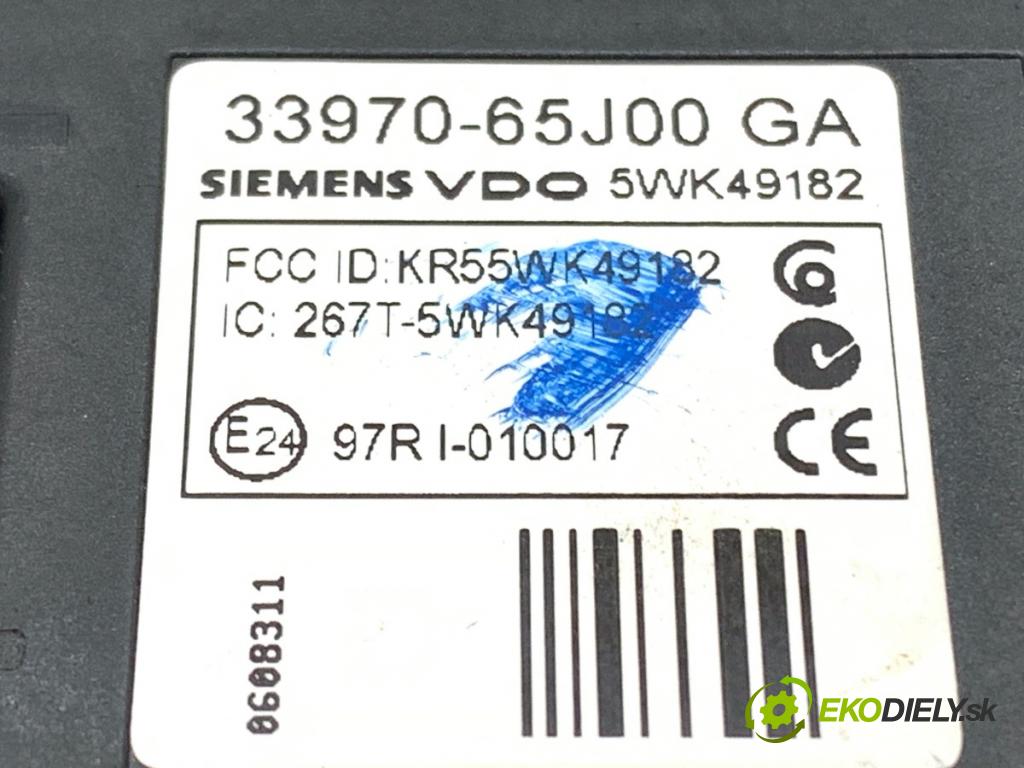 33970-65J00 GA
SIEMENS VDO 5WK49182
FCC ID: KR55WK49182
IC: 267T-5WK49182
E24 97R I-010017
CE
0608311
EKODIELY.sk